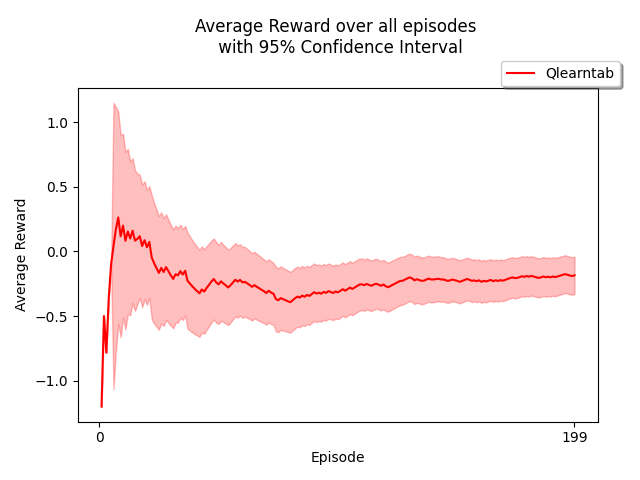 Average Reward over all episodes
with 95% Confidence Interval
Qlearntab
Average Reward
1.0
0.5
0.0
−0.5
−1.0
0
199
Episode